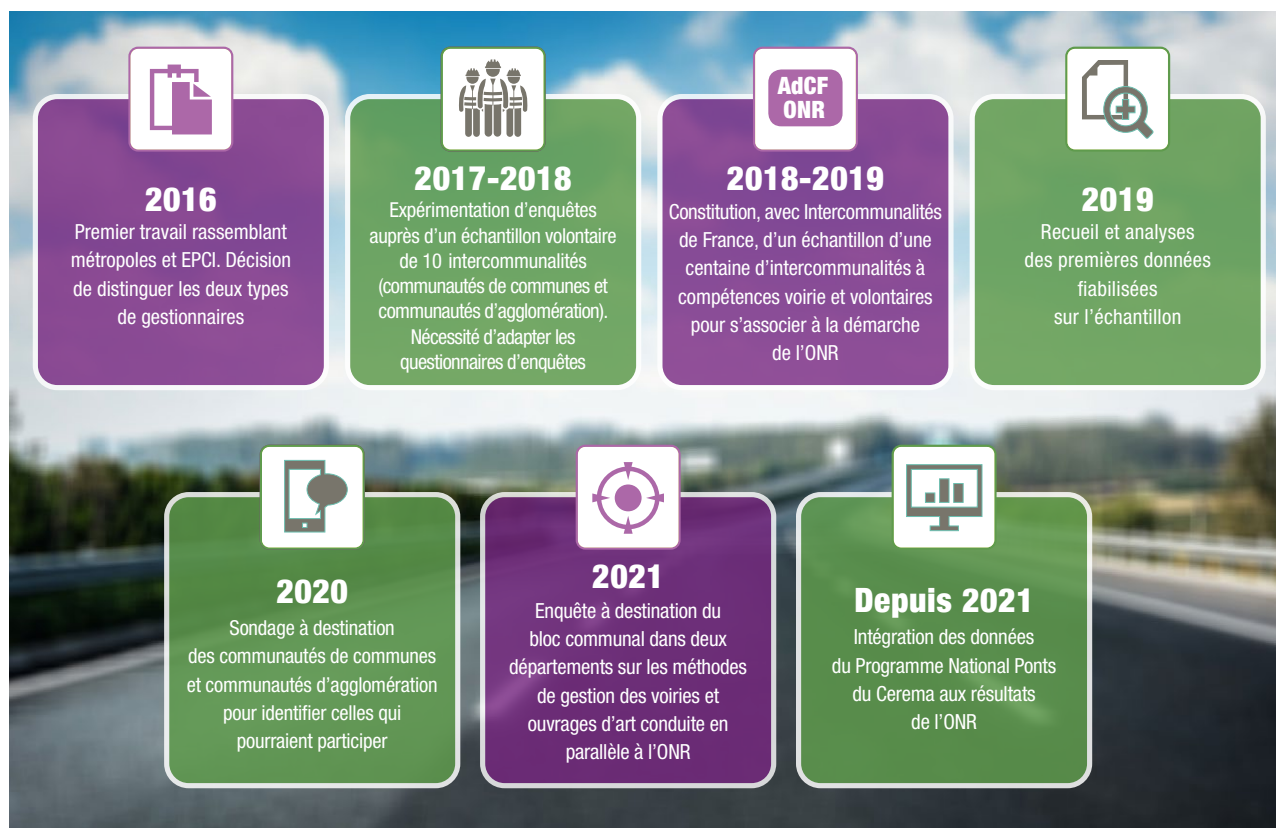 2016
Premier travail rassemblant
métropoles et EPCI. Décision
de distinguer les deux types
de gestionnaires
2017-2018
Expérimentation d'enquêtes
auprès d'un échantillon volontaire
de 10 intercommunalités
(communautés de communes et
communautés d'agglomération).
Nécessité d'adapter les
questionnaires d'enquêtes
AdCF
ONR
2018-2019
Constitution, avec Intercommunalités
de France, d'un échantillon d'une
centaine d'intercommunalités à
compétences voirie et volontaires
pour s'associer à la démarche
de l'ONR
2019
Recueil et analyses
des premières données
fiabilisées
sur l'échantillon
2020
Sondage à destination
des communautés de communes
et communautés d'agglomération
pour identifier celles qui
pourraient participer
2021
Enquête à destination du
bloc communal dans deux
départements sur les méthodes
de gestion des voiries et
ouvrages d'art conduite en
parallèle à l'ONR
Depuis 2021
Intégration des données
du Programme National Ponts
du Cerema aux résultats
de l'ONR